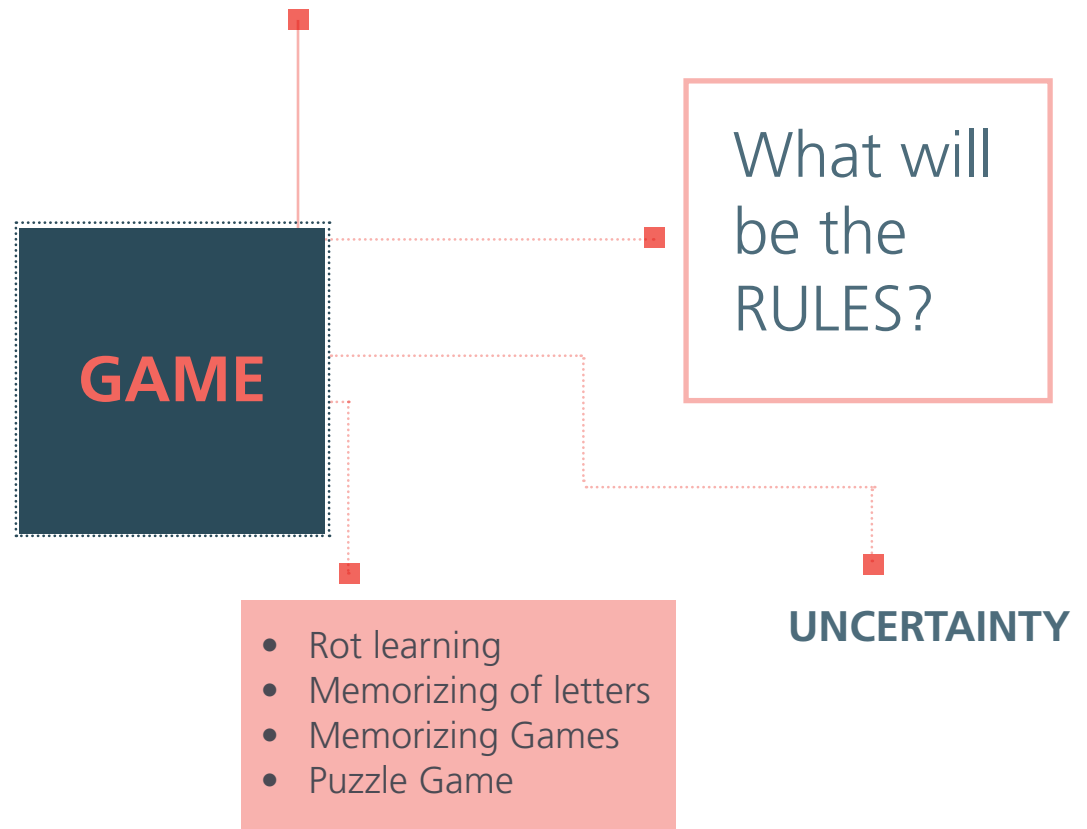 What will
be the
RULES?
GAME
UNCERTAINTY
• Rot learning
• Memorizing of letters
• Memorizing Games
• Puzzle Game